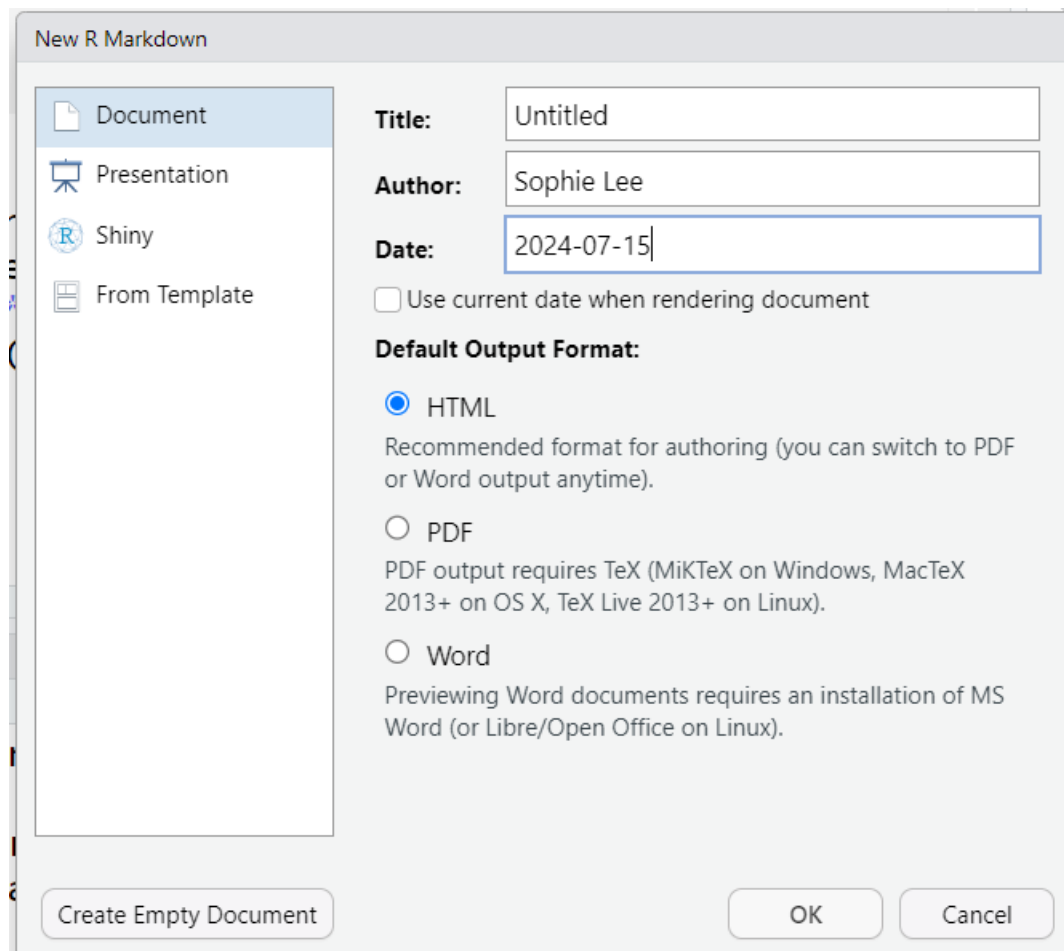 New R Markdown
Document
Presentation
Shiny
From Template
Title:
Untitled
Author:
Sophie Lee
Date:
2024-07-15
Use current date when rendering document
Default Output Format:
HTML
Recommended format for authoring (you can switch to PDF
or Word output anytime).
PDF
PDF output requires TeX (MiKTeX on Windows, MacTeX
2013+ on OS X, TeX Live 2013+ on Linux).
Word
Previewing Word documents requires an installation of MS
Word (or Libre/Open Office on Linux).
Create Empty Document
OK
Cancel